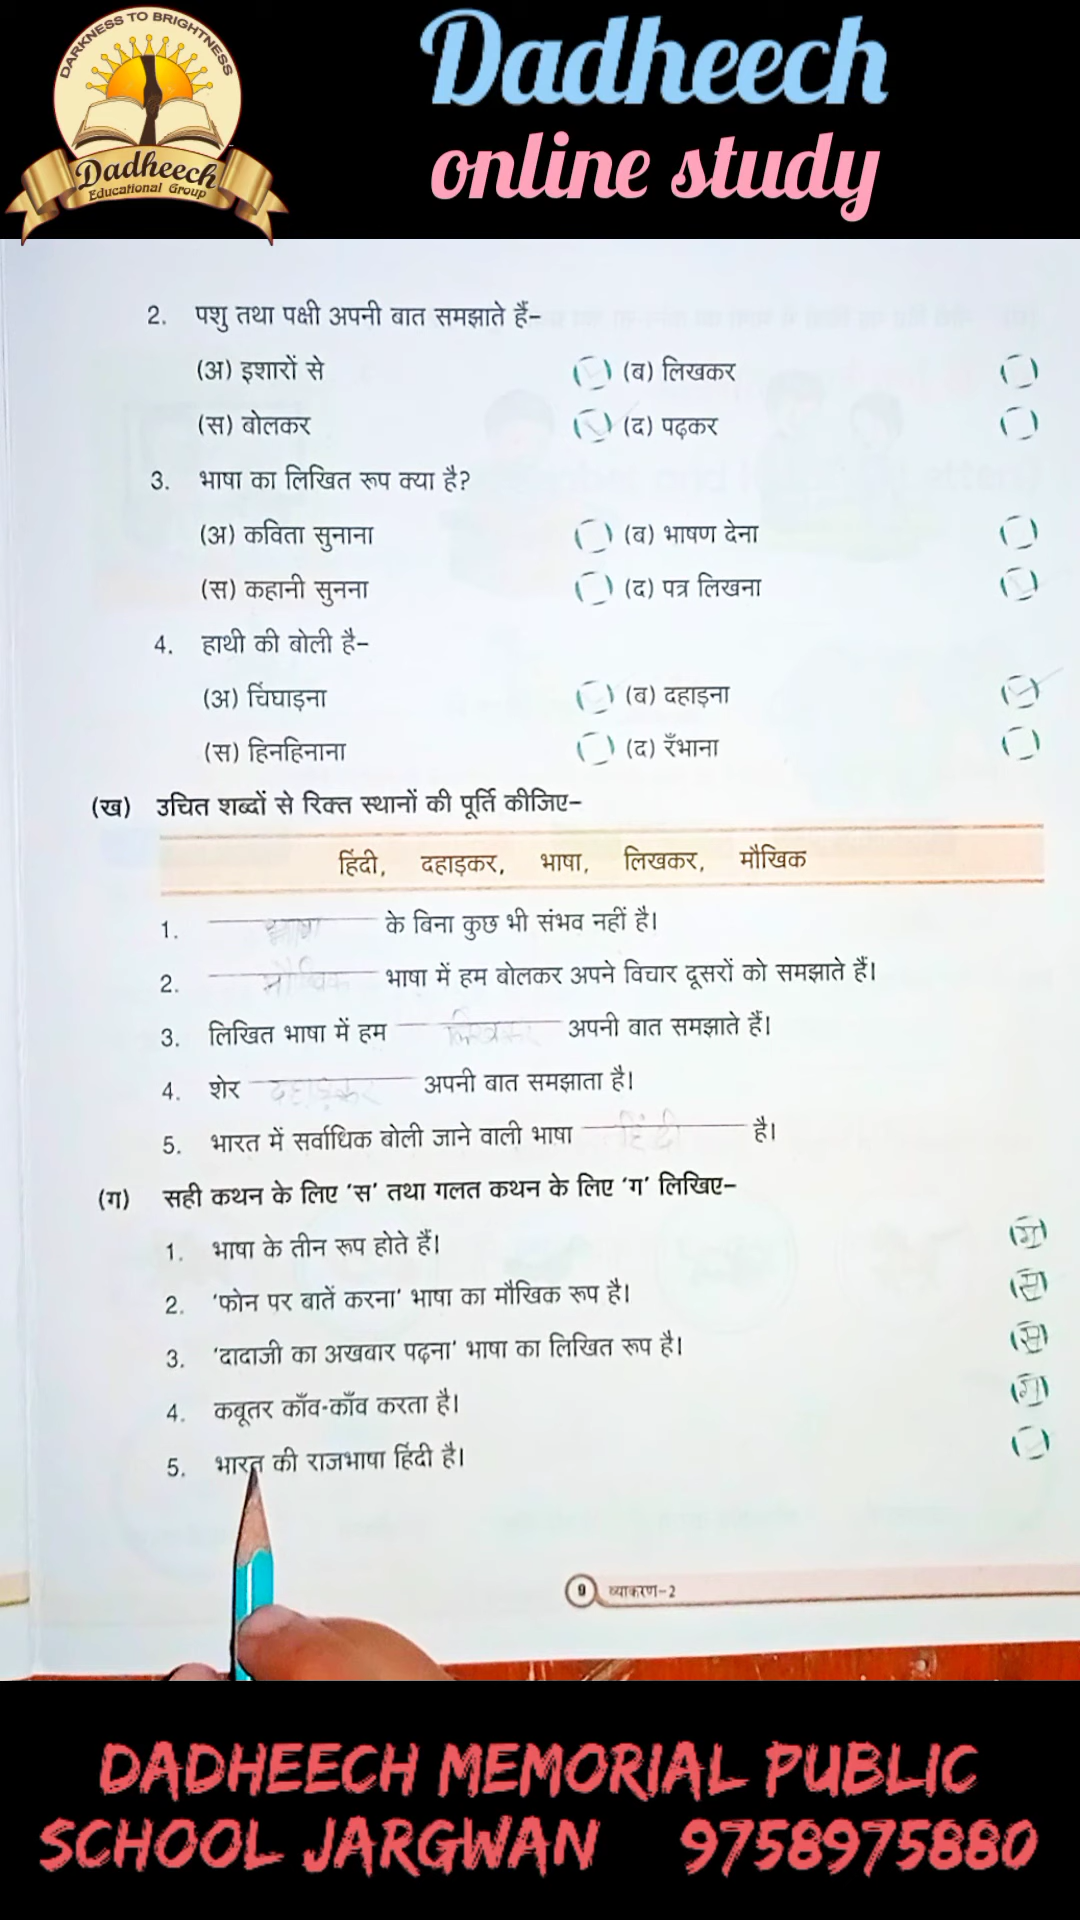 DARKNESS TO BRIGHTNESS
Dadheech
Educational Group
Dadheech
online study
2. पशु तथा पक्षी अपनी बात समझाते हैं–
(अ) इशारों से ( ) (ब) लिखकर ( )
(स) बोलकर ( ) (द) पढ़कर ( )
3. भाषा का लिखित रूप क्या है?
(अ) कविता सुनाना ( ) (ब) भाषण देना ( )
(स) कहानी सुनना ( ) (द) पत्र लिखना ( )
4. हाथी की बोली है–
(अ) चिंघाड़ना ( ) (ब) दहाड़ना ( )
(स) हिनहिनाना ( ) (द) रँभाना ( )
(ख) उचित शब्दों से रिक्त स्थानों की पूर्ति कीजिए–
हिंदी, दहाड़कर, भाषा, लिखकर, मौखिक
1. भाषा के बिना कुछ भी संभव नहीं है।
2. मौखिक भाषा में हम बोलकर अपने विचार दूसरों को समझाते हैं।
3. लिखित भाषा में हम लिखकर अपनी बात समझाते हैं।
4. शेर दहाड़कर अपनी बात समझाता है।
5. भारत में सर्वाधिक बोली जाने वाली भाषा हिंदी है।
(ग) सही कथन के लिए ‘स’ तथा गलत कथन के लिए ‘ग’ लिखिए–
1. भाषा के तीन रूप होते हैं। (ग)
2. ‘फोन पर बातें करना’ भाषा का मौखिक रूप है। (स)
3. ‘दादाजी का अखबार पढ़ना’ भाषा का लिखित रूप है। (स)
4. कबूतर काँव-काँव करता है। (ग)
5. भारत की राजभाषा हिंदी है। ( )
9 व्याकरण-2
DADHEECH MEMORIAL PUBLIC
SCHOOL JARGWAN 9758975880